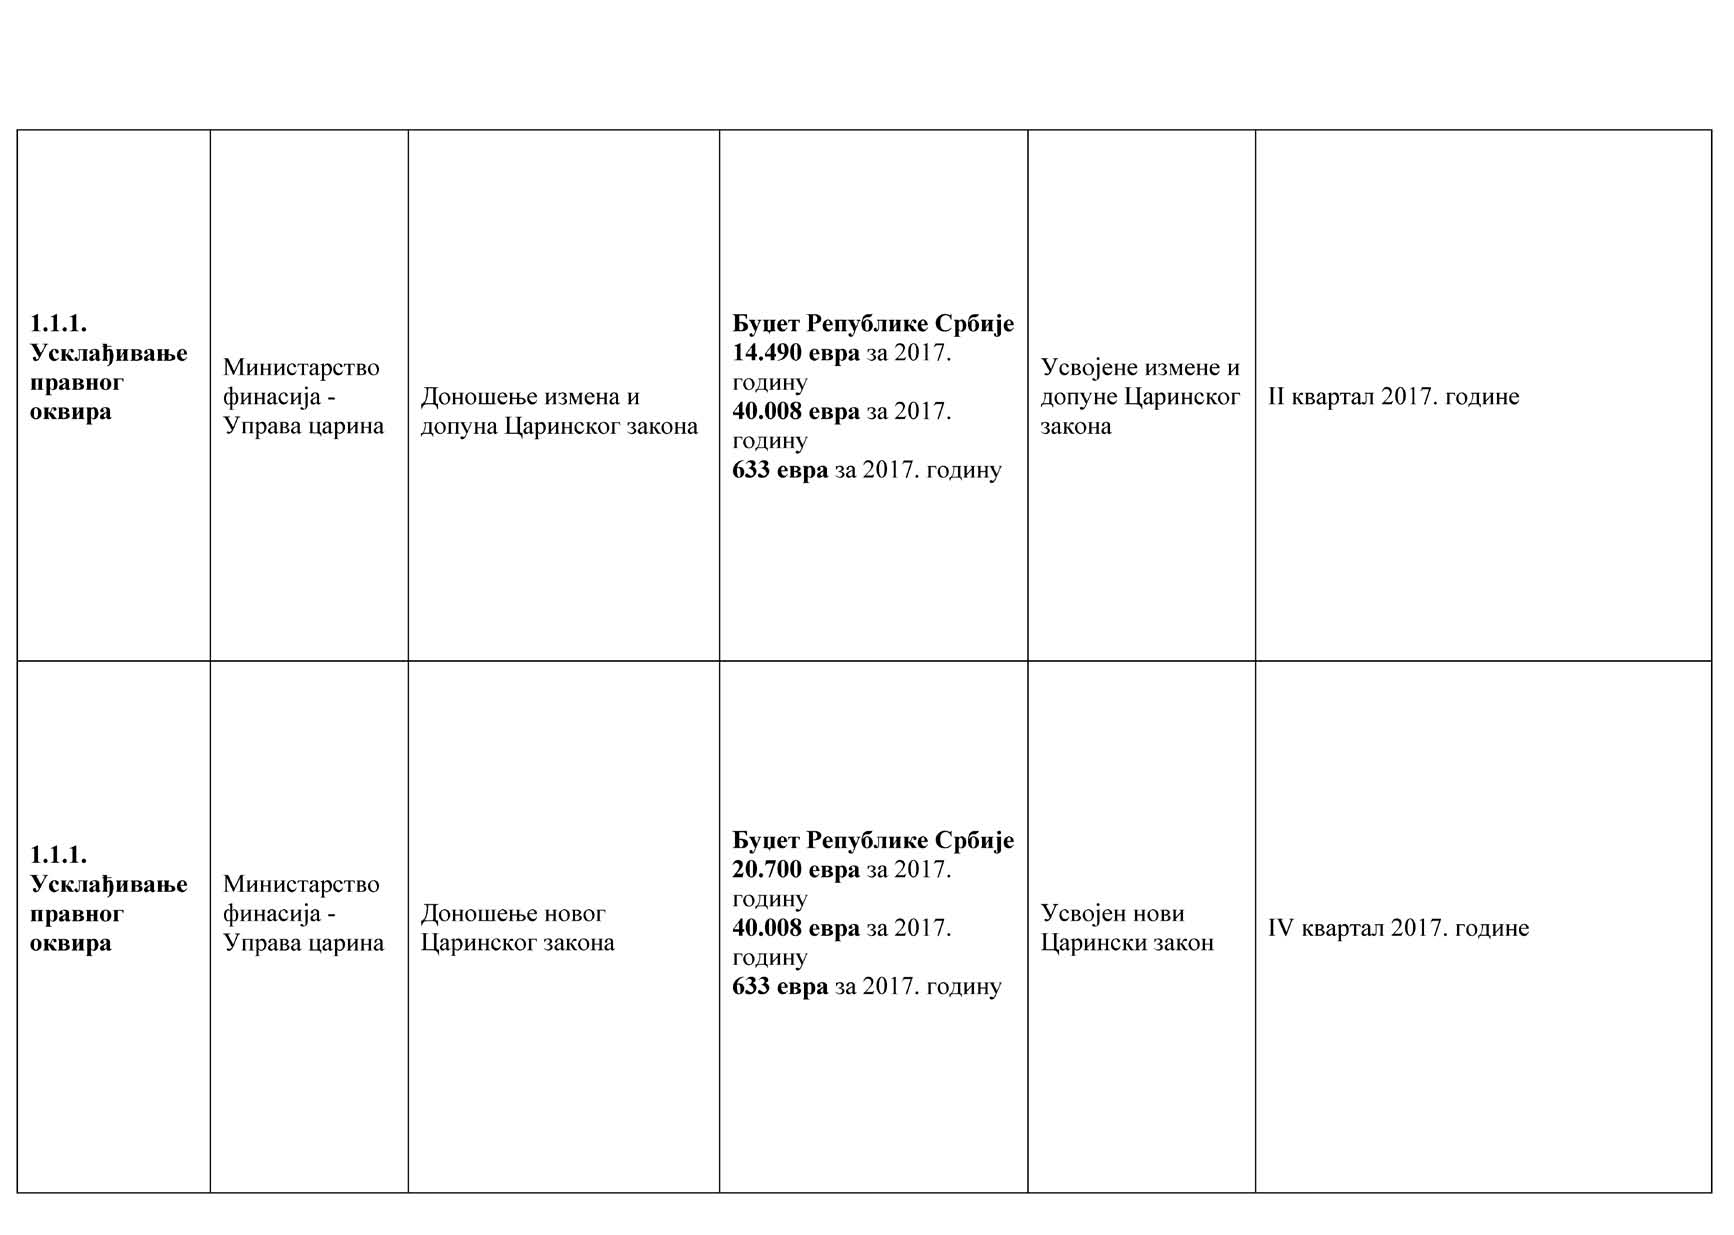 1.1.1.
Усклађивање
правног
оквира
Министарство
финасија -
Управа царина
Доношење измена и
допуна Царинског закона
Буџет Републике Србије
14.490 евра за 2017.
годину
40.008 евра за 2017.
годину
633 евра за 2017. годину
Усвојене измене и
допуне Царинског
закона
II квартал 2017. године
1.1.1.
Усклађивање
правног
оквира
Министарство
финасија -
Управа царина
Доношење новог
Царинског закона
Буџет Републике Србије
20.700 евра за 2017.
годину
40.008 евра за 2017.
годину
633 евра за 2017. годину
Усвојен нови
Царински закон
IV квартал 2017. године